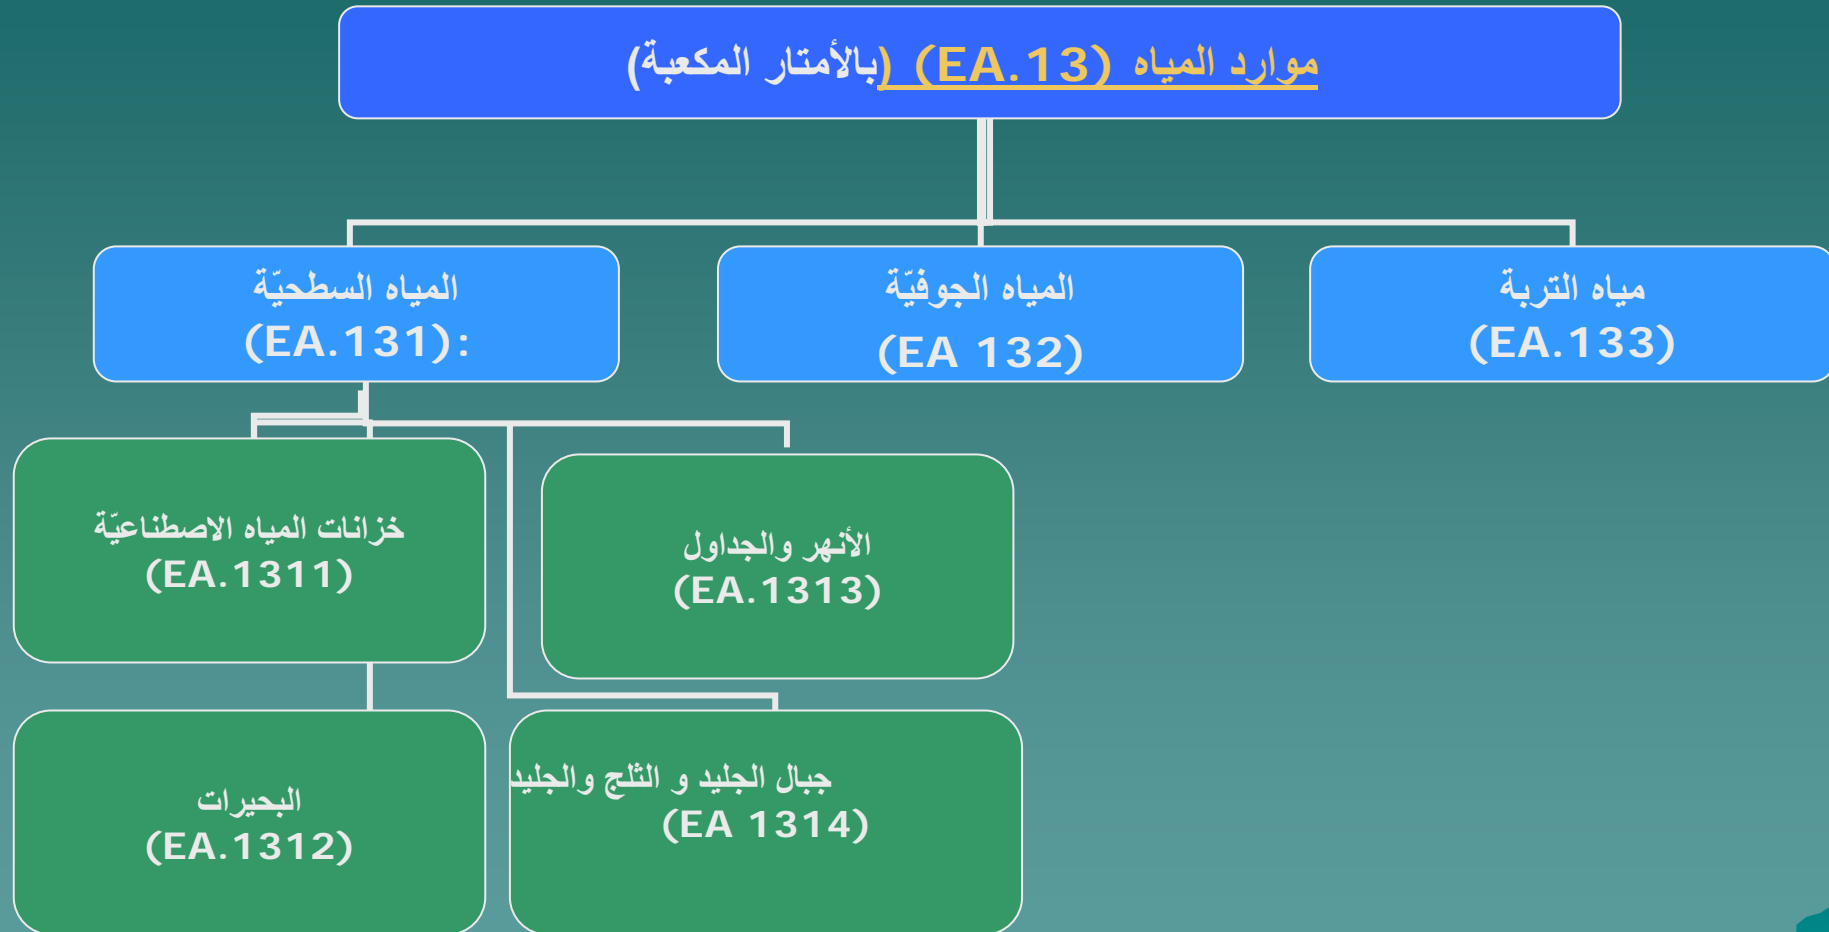 موارد المياه (EA.13) (بالأمتار المكعبة)
مياه التربة
(EA.133)
المياه الجوفيّة
(EA 132)
المياه السطحيّة
(EA.131):
خزانات المياه الاصطناعيّة
(EA.1311)
الأنهر والجداول
(EA.1313)
البحيرات
(EA.1312)
جبال الجليد و الثلج والجليد
(EA 1314)